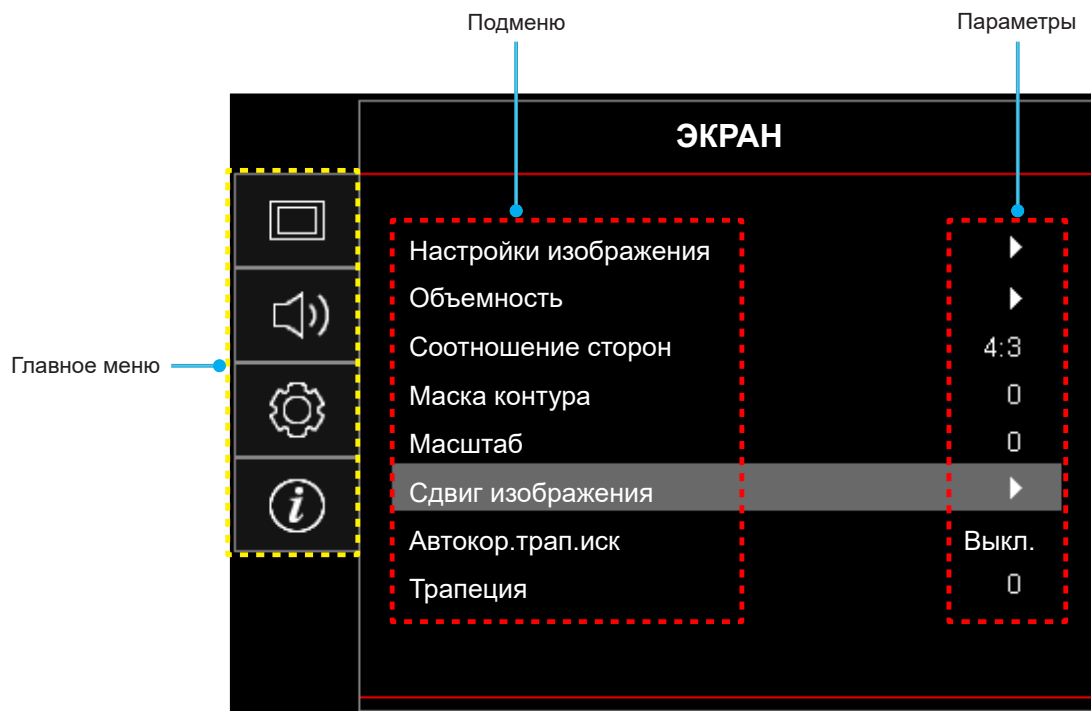 Подменю
Параметры
ЭКРАН
Главное меню
Настройки изображения
Объемность
Соотношение сторон 4:3
Маска контура 0
Масштаб 0
Сдвиг изображения
Автокор.трап.иск Выкл.
Трапеция 0
i